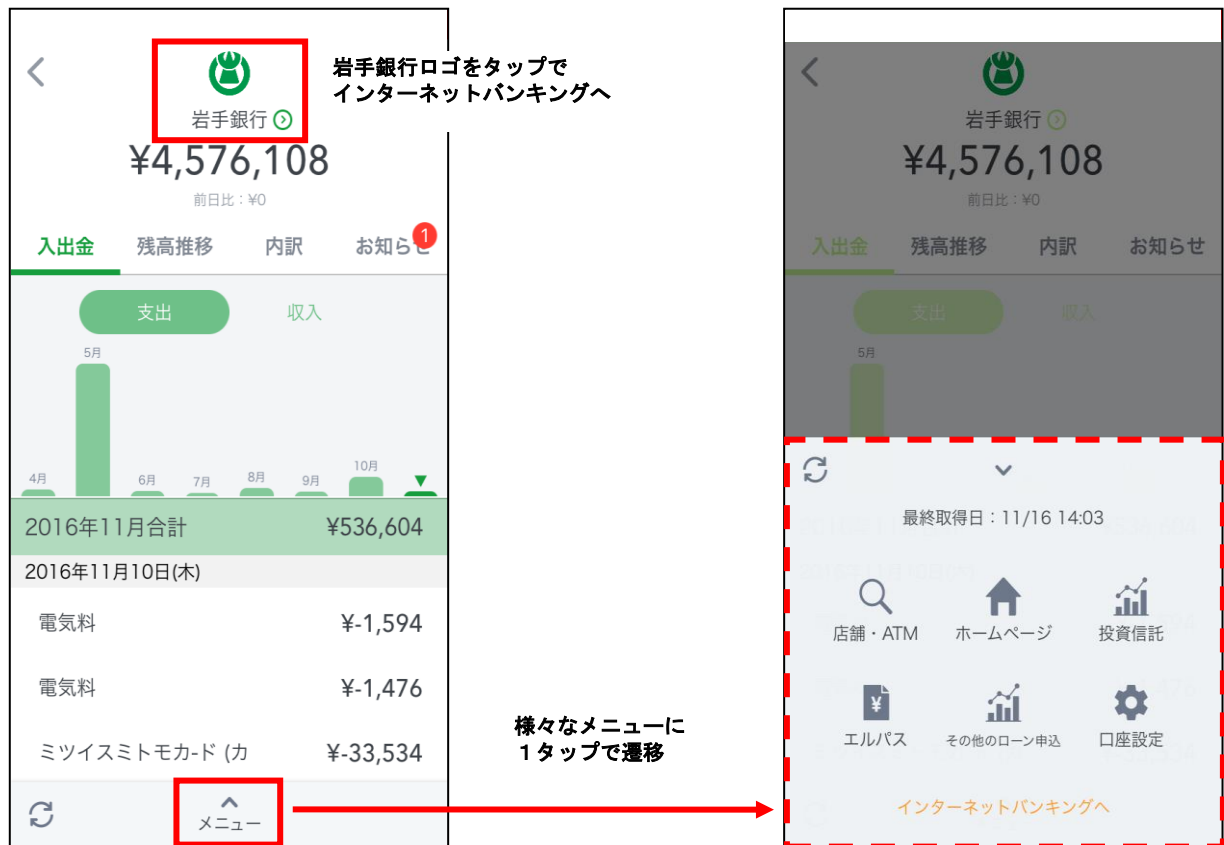 岩手銀行
¥4,576,108
前日比：¥0
入出金 残高推移 内訳 お知らせ 1
支出 収入
5月
4月 6月 7月 8月 9月 10月
2016年11月合計 ¥536,604
2016年11月10日(木)
電気料 ¥-1,594
電気料 ¥-1,476
ミツイスミトモカ-ド (カ ¥-33,534
メニュー
岩手銀行ロゴをタップで
インターネットバンキングへ
様々なメニューに
１タップで遷移
岩手銀行
¥4,576,108
前日比：¥0
入出金 残高推移 内訳 お知らせ
支出 収入
5月
最終取得日：11/16 14:03
店舗・ATM ホームページ 投資信託
エルパス その他のローン申込 口座設定
インターネットバンキングへ